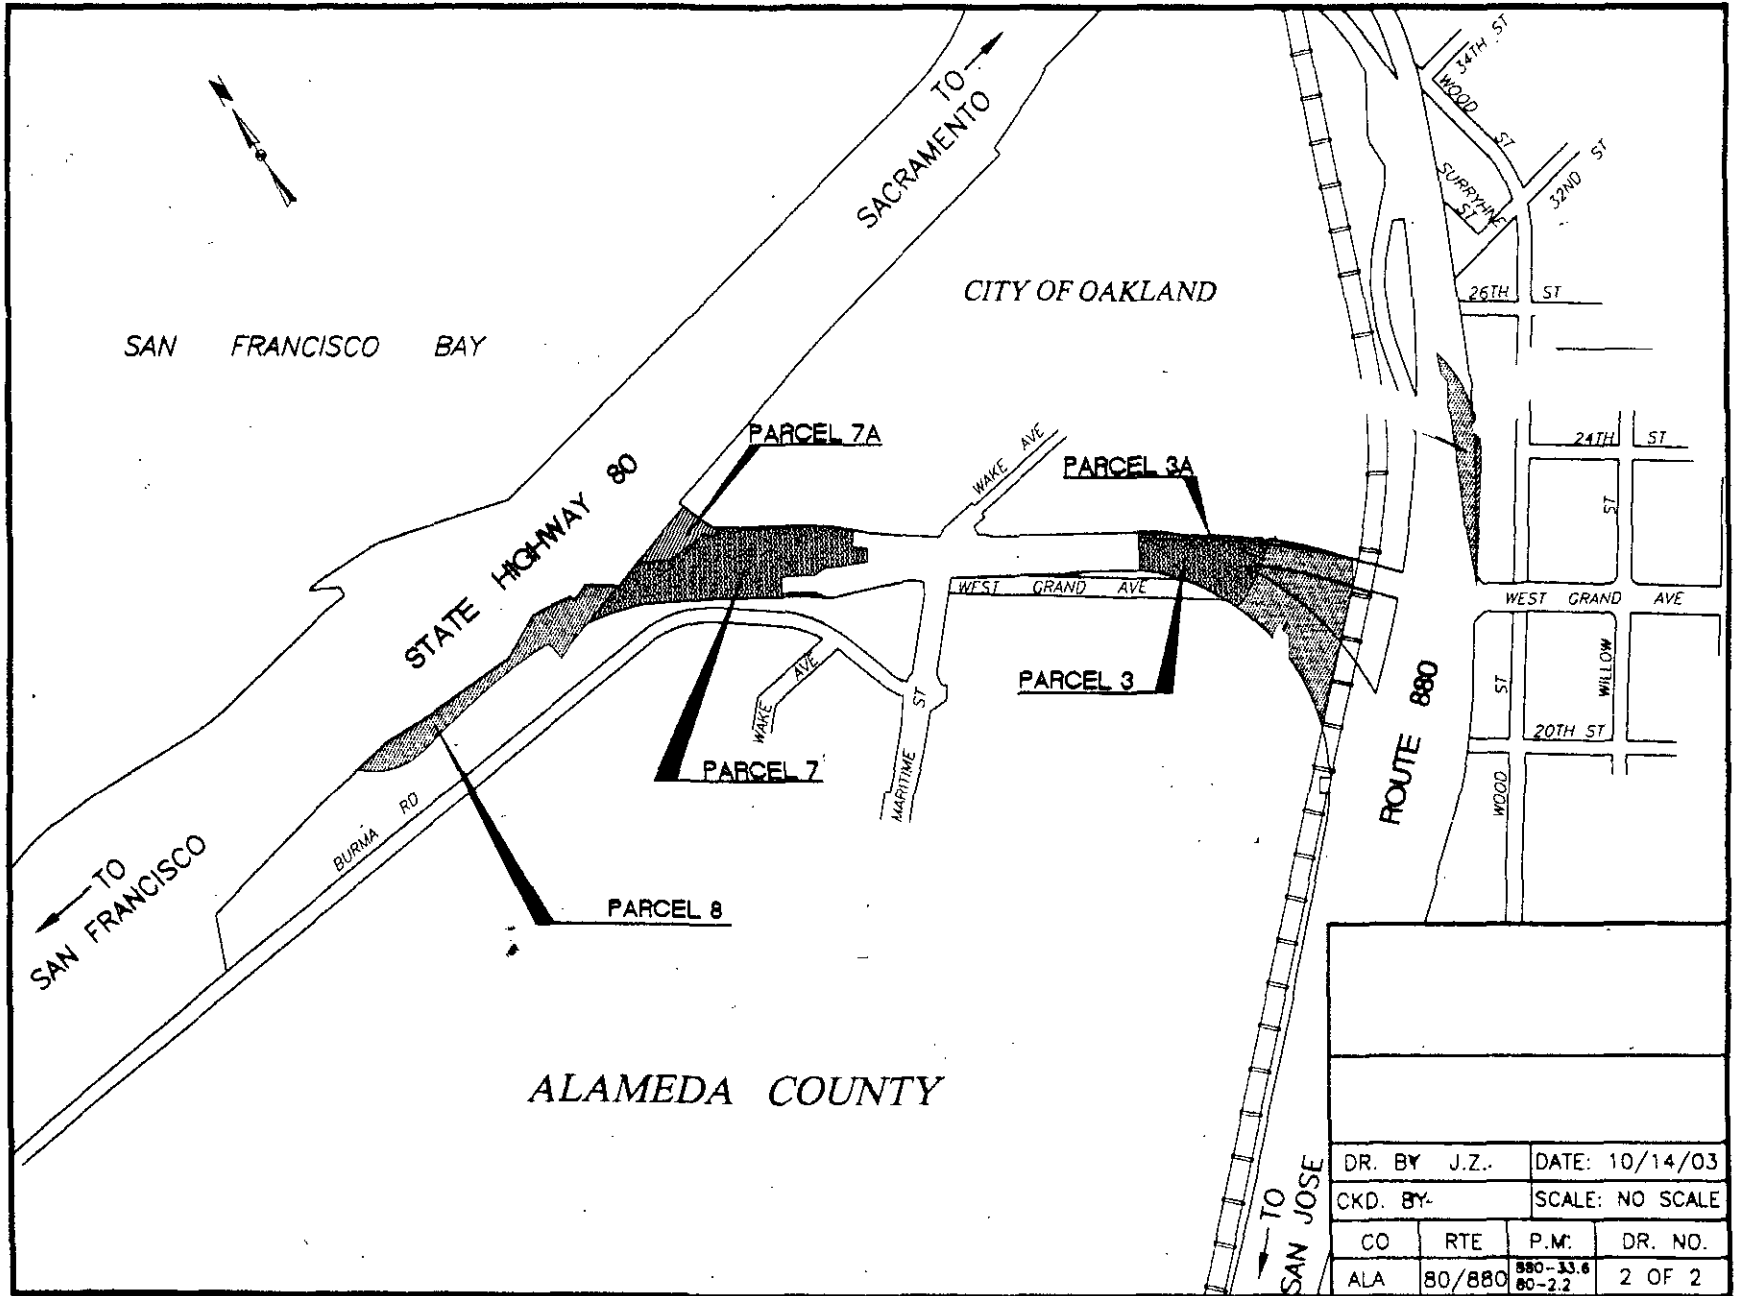 N
TO
SACRAMENTO
34TH ST
WOOD ST
SURRYHNE
ST
32ND ST
CITY OF OAKLAND
26TH ST
SAN FRANCISCO BAY
PARCEL 7A
WAKE AVE
PARCEL 3A
24TH ST
ST
STATE HIGHWAY 80
WEST GRAND AVE
WEST GRAND AVE
WAKE AVE
ST
MARITIME
PARCEL 3
ROUTE 880
ST
WILLOW
20TH ST
WOOD
PARCEL 7
BURMA RD
PARCEL 8
TO
SAN FRANCISCO
ALAMEDA COUNTY
TO
SAN JOSE
DR. BY J.Z.
DATE: 10/14/03
CKD. BY
SCALE: NO SCALE
CO RTE P.M. DR. NO.
ALA 80/880 880-33.6
80-2.2
2 OF 2